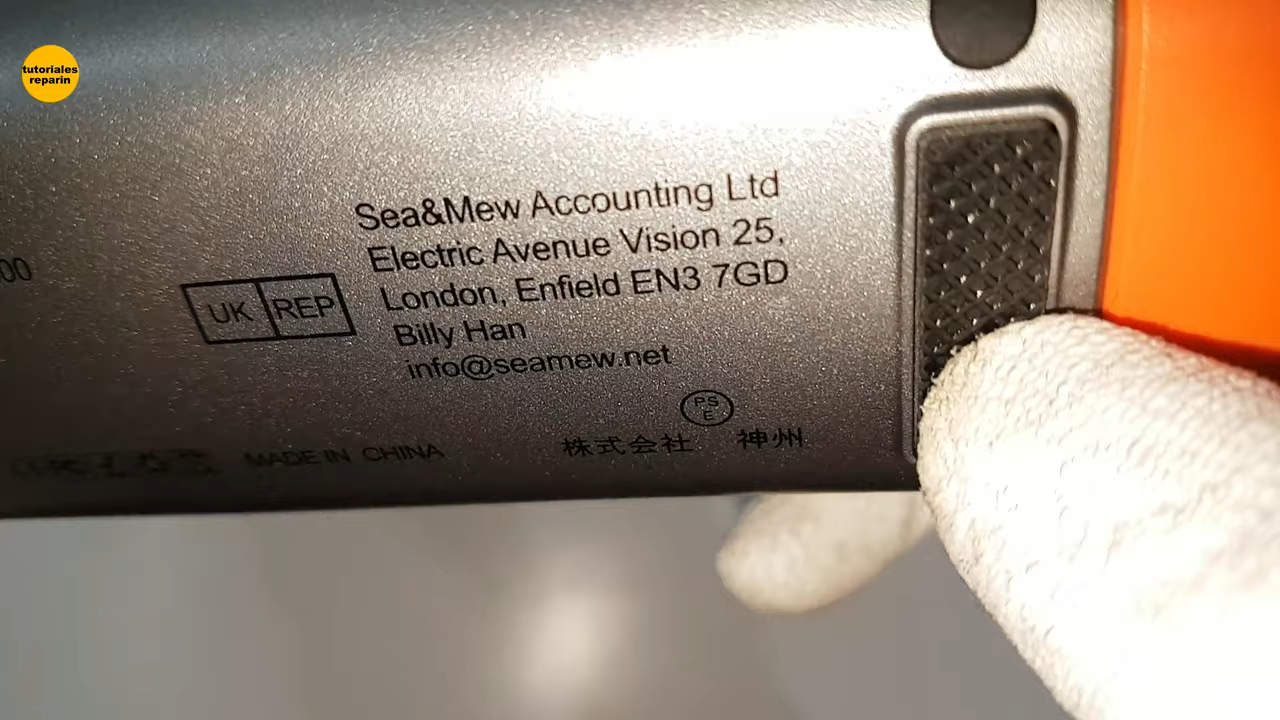 tutoriales
reparin
00
Sea&Mew Accounting Ltd
Electric Avenue Vision 25,
London, Enfield EN3 7GD
Billy Han
info@seamew.net
UK REP
PS
E
MADE IN CHINA
株式会社 神州